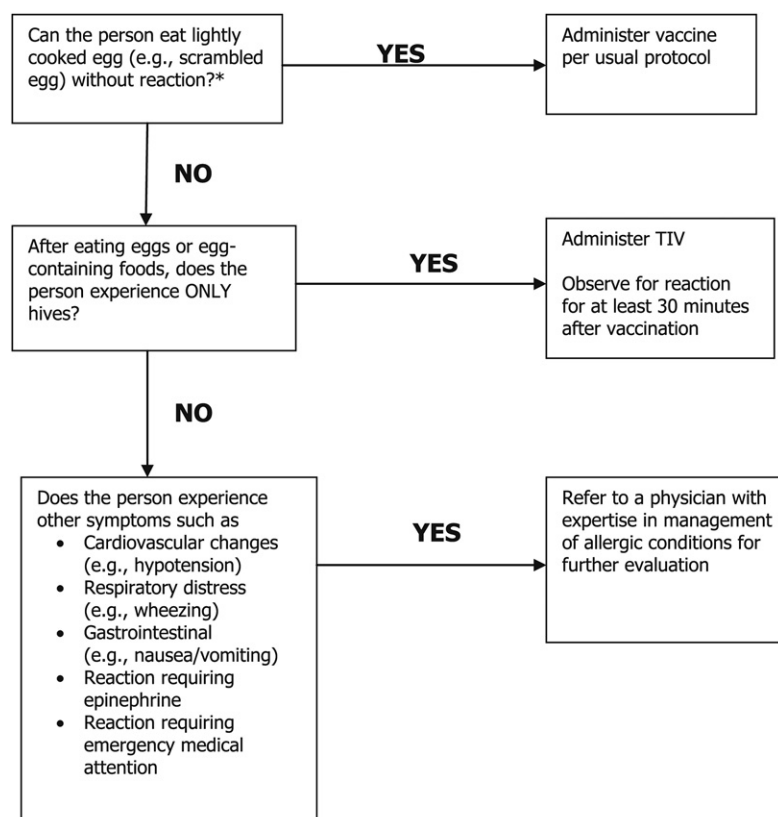 Can the person eat lightly
cooked egg (e.g., scrambled
egg) without reaction?*
YES
Administer vaccine
per usual protocol
NO
After eating eggs or egg-
containing foods, does the
person experience ONLY
hives?
YES
Administer TIV
Observe for reaction
for at least 30 minutes
after vaccination
NO
Does the person experience
other symptoms such as
• Cardiovascular changes
(e.g., hypotension)
• Respiratory distress
(e.g., wheezing)
• Gastrointestinal
(e.g., nausea/vomiting)
• Reaction requiring
epinephrine
• Reaction requiring
emergency medical
attention
YES
Refer to a physician with
expertise in management
of allergic conditions for
further evaluation